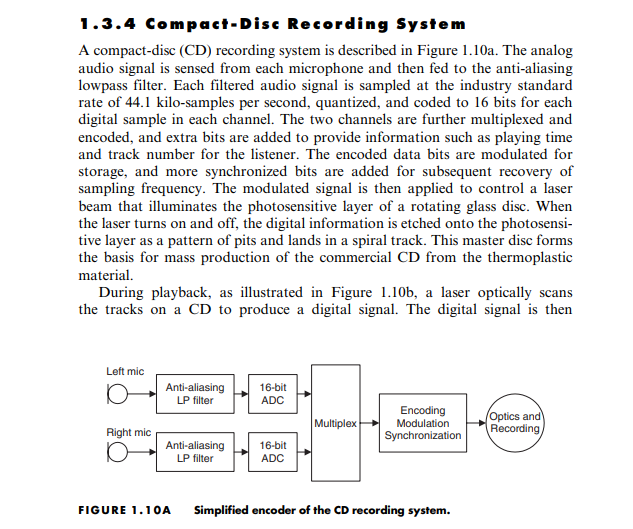 1.3.4 Compact-Disc Recording System
A compact-disc (CD) recording system is described in Figure 1.10a. The analog
audio signal is sensed from each microphone and then fed to the anti-aliasing
lowpass filter. Each filtered audio signal is sampled at the industry standard
rate of 44.1 kilo-samples per second, quantized, and coded to 16 bits for each
digital sample in each channel. The two channels are further multiplexed and
encoded, and extra bits are added to provide information such as playing time
and track number for the listener. The encoded data bits are modulated for
storage, and more synchronized bits are added for subsequent recovery of
sampling frequency. The modulated signal is then applied to control a laser
beam that illuminates the photosensitive layer of a rotating glass disc. When
the laser turns on and off, the digital information is etched onto the photosensi-
tive layer as a pattern of pits and lands in a spiral track. This master disc forms
the basis for mass production of the commercial CD from the thermoplastic
material.
During playback, as illustrated in Figure 1.10b, a laser optically scans
the tracks on a CD to produce a digital signal. The digital signal is then
Left mic
Anti-aliasing
LP filter
16-bit
ADC
Right mic
Anti-aliasing
LP filter
16-bit
ADC
Multiplex
Encoding
Modulation
Synchronization
Optics and
Recording
FIGURE 1.10A Simplified encoder of the CD recording system.